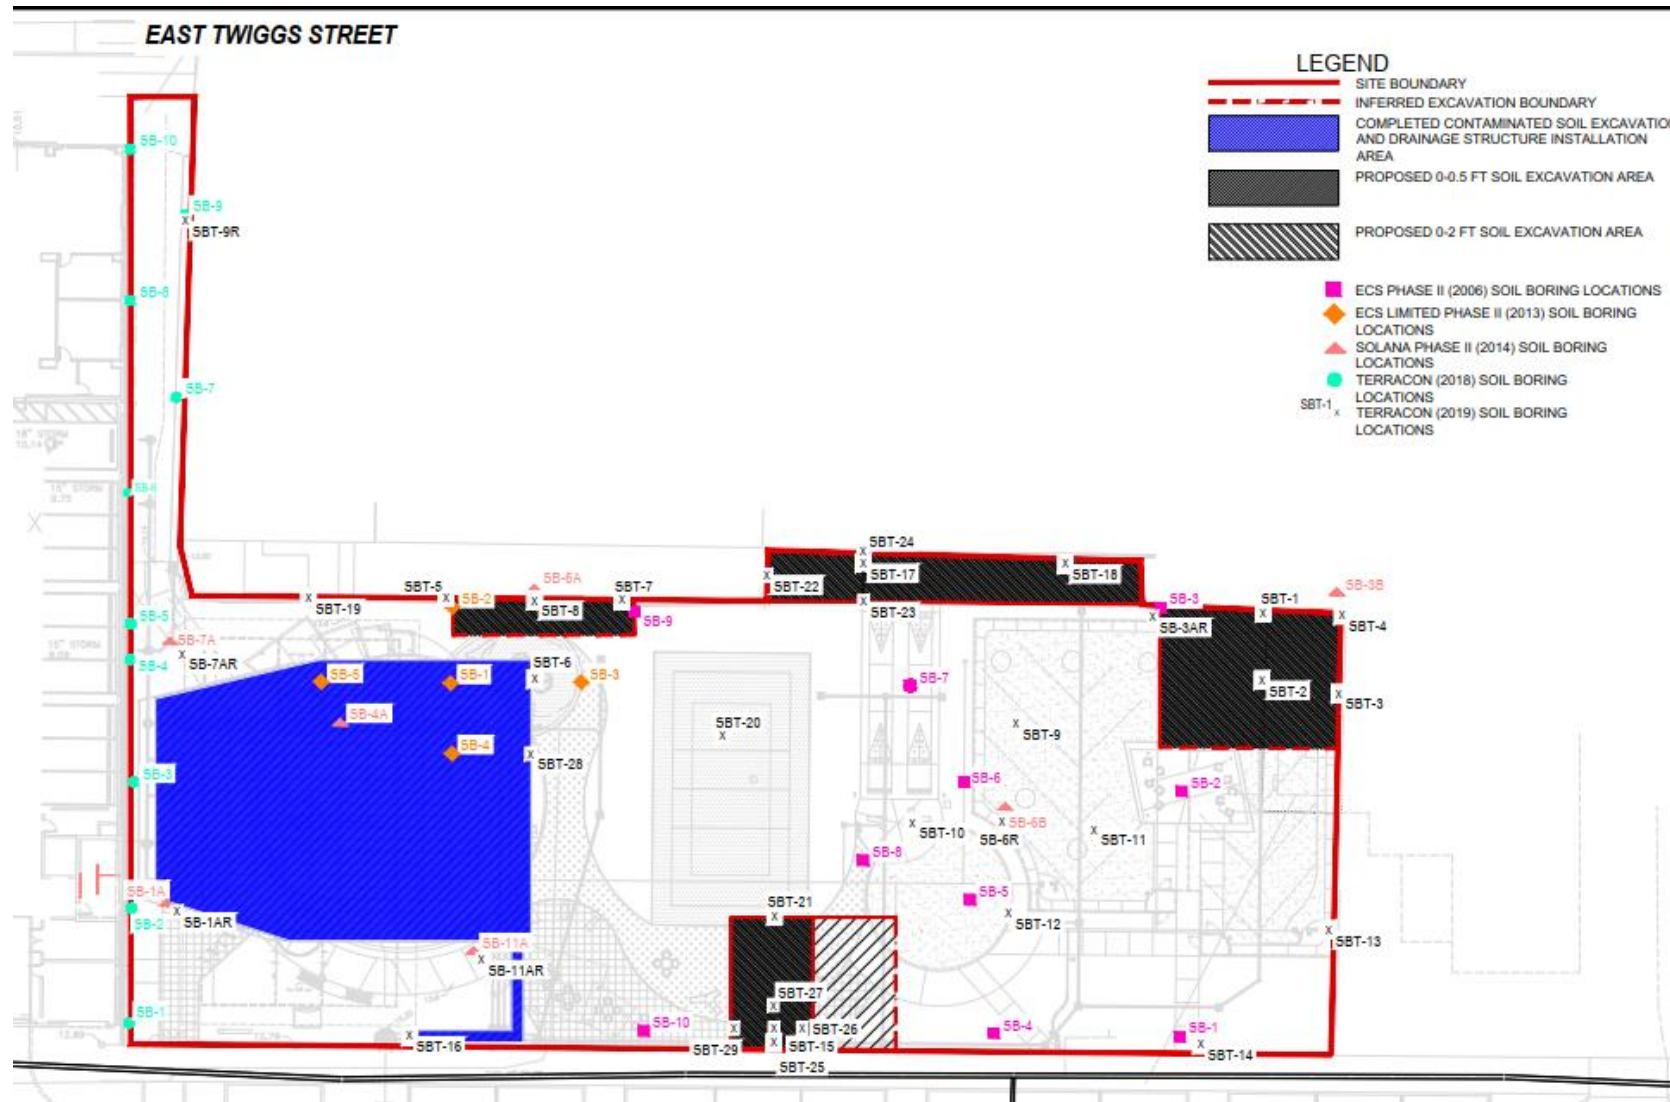 EAST TWIGGS STREET
LEGEND
SITE BOUNDARY
INFERRED EXCAVATION BOUNDARY
COMPLETED CONTAMINATED SOIL EXCAVATIO
AND DRAINAGE STRUCTURE INSTALLATION
AREA
PROPOSED 0-0.5 FT SOIL EXCAVATION AREA
PROPOSED 0-2 FT SOIL EXCAVATION AREA
ECS PHASE II (2006) SOIL BORING LOCATIONS
ECS LIMITED PHASE II (2013) SOIL BORING
LOCATIONS
SOLANA PHASE II (2014) SOIL BORING
LOCATIONS
TERRACON (2018) SOIL BORING
LOCATIONS
SBT-1
TERRACON (2019) SOIL BORING
LOCATIONS
SB-10
SB-9
SBT-9R
SB-8
SB-7
18" STORM
15" STORM
SBT-24
SBT-17
SBT-18
SBT-22
SBT-23
SBT-5
SB-6A
SBT-7
SB-2
SBT-8
SBT-19
SB-9
SB-3B
SB-3
SBT-1
SB-3AR
SBT-4
SB-5
SB-7A
SB-7AR
SB-4
15" STORM
SBT-6
SB-5
SB-1
SB-3
SB-7
SBT-2
SBT-3
SB-4A
SBT-20
SBT-9
SB-4
SBT-28
SB-3
SB-6
SB-2
SB-6B
SBT-10
SB-6R
SBT-11
SB-8
SB-1A
SB-5
SB-2
SB-1AR
SBT-21
SBT-12
SB-11A
SBT-13
SB-11AR
SBT-27
SB-1
SB-10
SBT-26
SB-4
SB-1
SBT-16
SBT-29
SBT-15
SBT-14
SBT-25